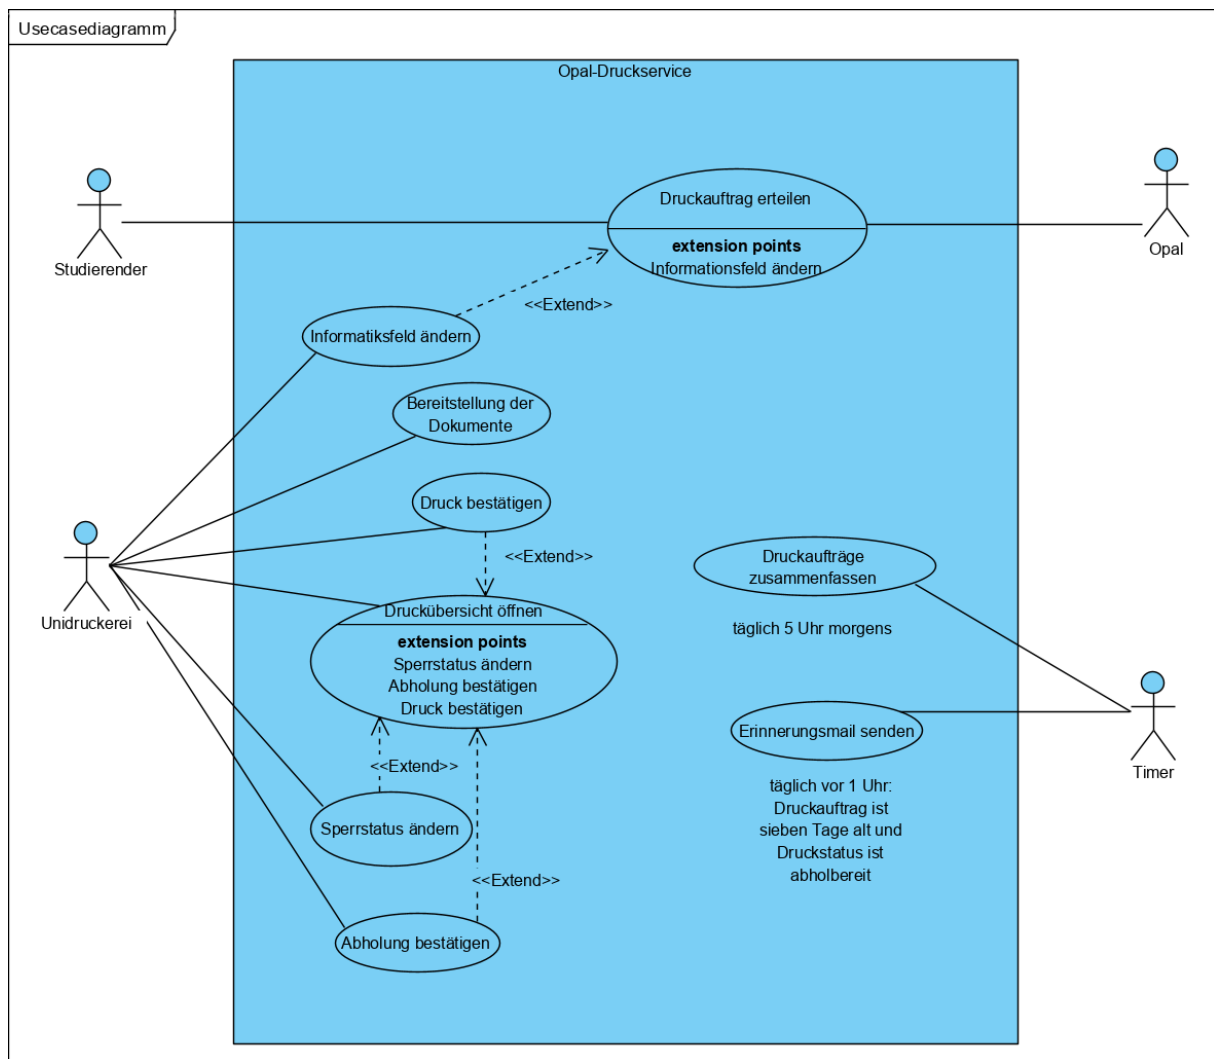 Usecasediagramm
Opal-Druckservice
Druckauftrag erteilen
extension points
Informationsfeld ändern
Studierender
Opal
<<Extend>>
Informatiksfeld ändern
Bereitstellung der
Dokumente
Druck bestätigen
<<Extend>>
Druckaufträge
zusammenfassen
Unidruckerei
Druckübersicht öffnen
extension points
Sperrstatus ändern
Abholung bestätigen
Druck bestätigen
täglich 5 Uhr morgens
Erinnerungsmail senden
<<Extend>>
Timer
täglich vor 1 Uhr:
Druckauftrag ist
sieben Tage alt und
Druckstatus ist
abholbereit
Sperrstatus ändern
<<Extend>>
Abholung bestätigen